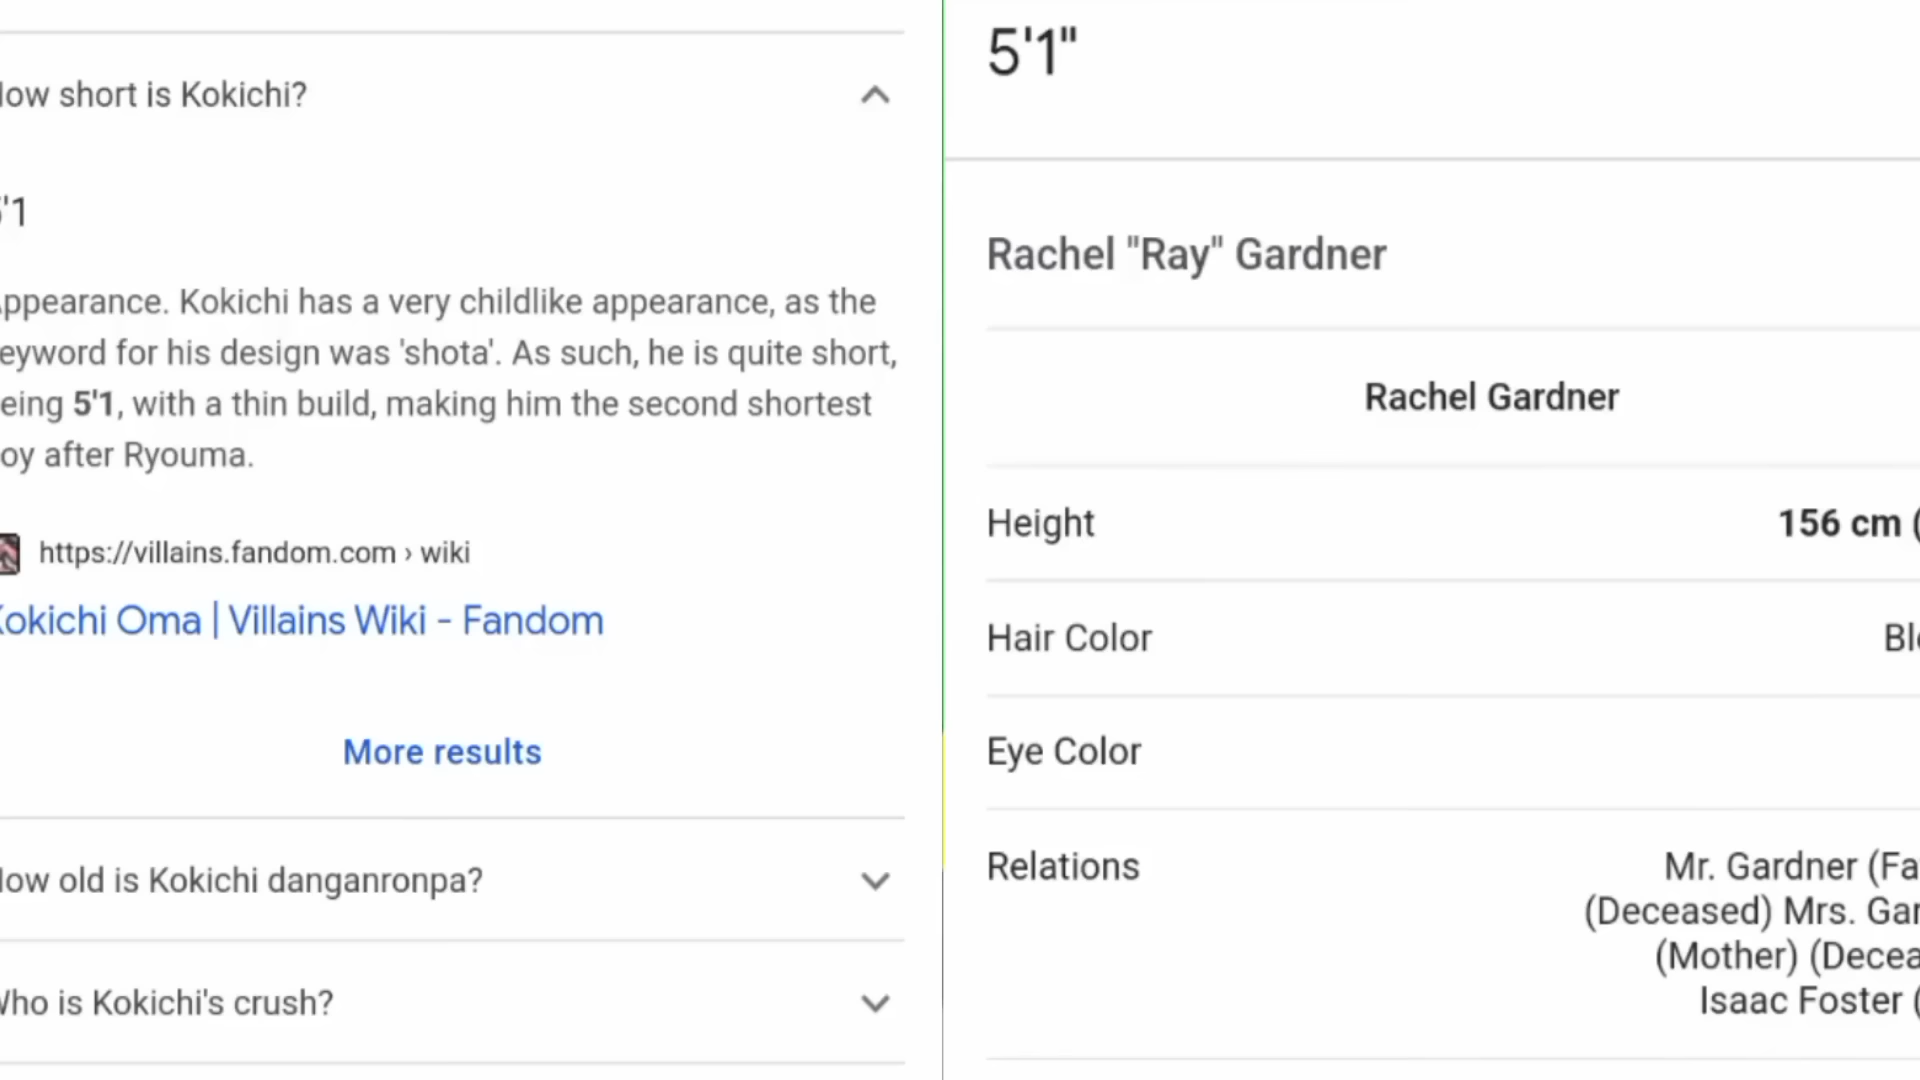 ow short is Kokichi?
'1
ppearance. Kokichi has a very childlike appearance, as the
eyword for his design was 'shota'. As such, he is quite short,
eing 5'1, with a thin build, making him the second shortest
oy after Ryouma.
https://villains.fandom.com › wiki
Kokichi Oma | Villains Wiki - Fandom
More results
How old is Kokichi danganronpa?
Who is Kokichi's crush?
5'1"
Rachel "Ray" Gardner
Rachel Gardner
Height 156 cm (
Hair Color Bl
Eye Color
Relations Mr. Gardner (Fa
(Deceased) Mrs. Gar
(Mother) (Decea
Isaac Foster (